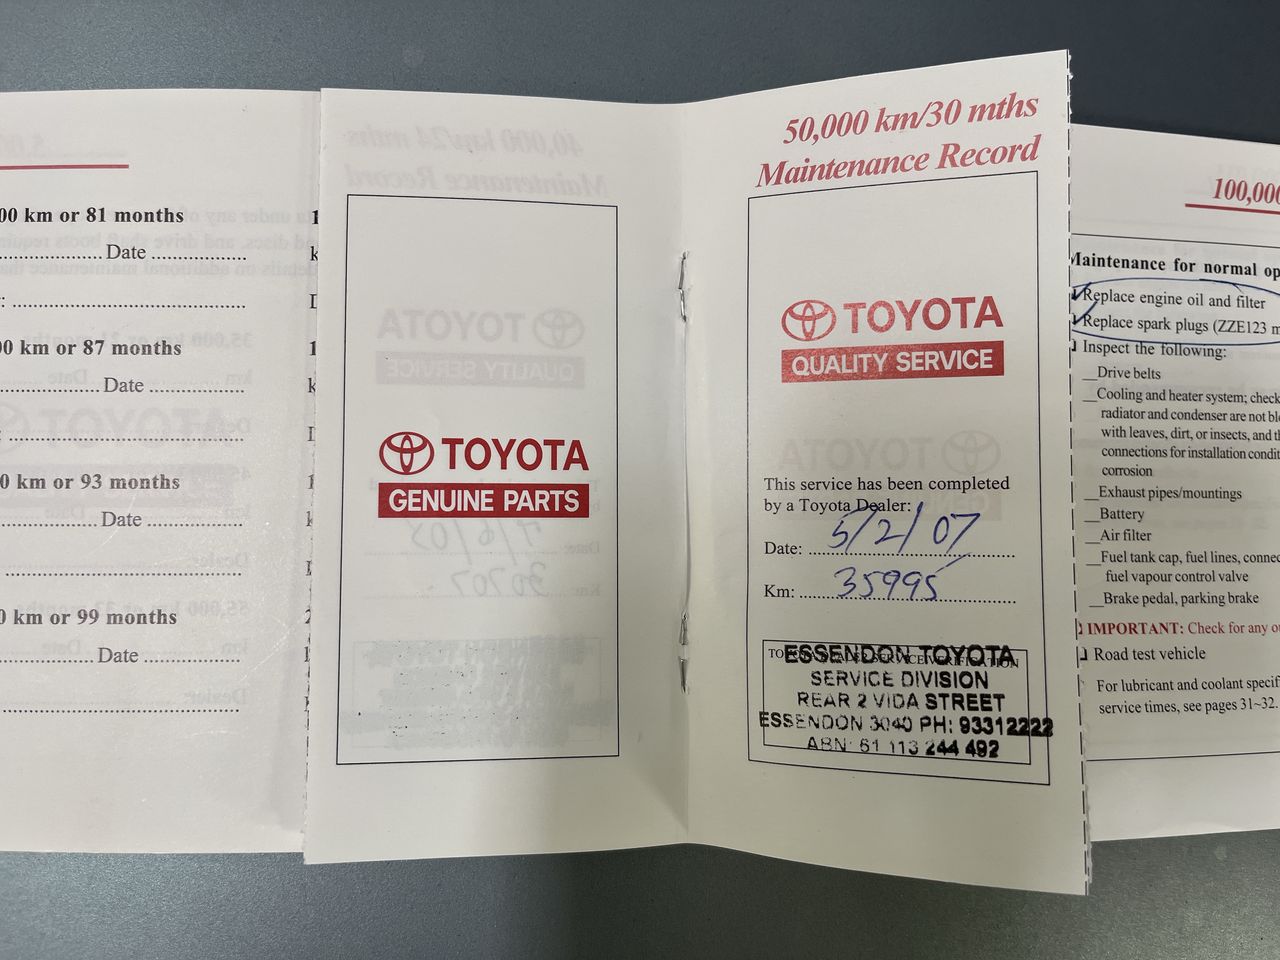 00 km or 81 months
Date
00 km or 87 months
Date
0 km or 93 months
Date
0 km or 99 months
Date
TOYOTA
GENUINE PARTS
50,000 km/30 mths
Maintenance Record
TOYOTA
QUALITY SERVICE
This service has been completed
by a Toyota Dealer:
Date: 5/2/07
Km: 35995
ESSENDON TOYOTA
SERVICE DIVISION
REAR 2 VIDA STREET
ESSENDON 3040 PH: 93312222
ABN: 61 113 244 492
100,000
Maintenance for normal op
Replace engine oil and filter
Replace spark plugs (ZZE123 m
Inspect the following:
Drive belts
Cooling and heater system; check
radiator and condenser are not blo
with leaves, dirt, or insects, and th
connections for installation condit
corrosion
Exhaust pipes/mountings
Battery
Air filter
Fuel tank cap, fuel lines, connec
fuel vapour control valve
Brake pedal, parking brake
IMPORTANT: Check for any ou
Road test vehicle
For lubricant and coolant specif
service times, see pages 31~32.